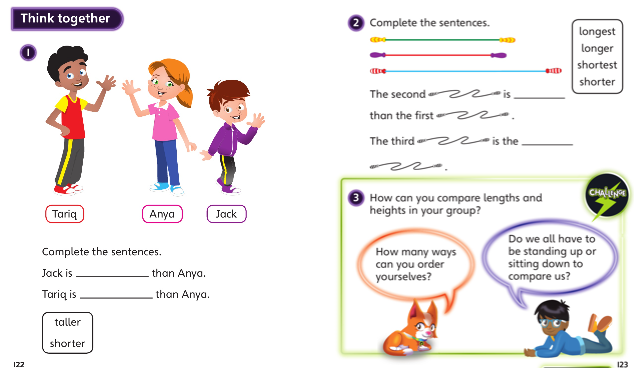 Think together
1
Tariq
Anya
Jack
Complete the sentences.
Jack is ____________ than Anya.
Tariq is ____________ than Anya.
taller
shorter
122
2 Complete the sentences.
longest
longer
shortest
shorter
The second is ________
than the first .
The third is the ________
.
CHALLENGE
3 How can you compare lengths and
heights in your group?
How many ways
can you order
yourselves?
Do we all have to
be standing up or
sitting down to
compare us?
123